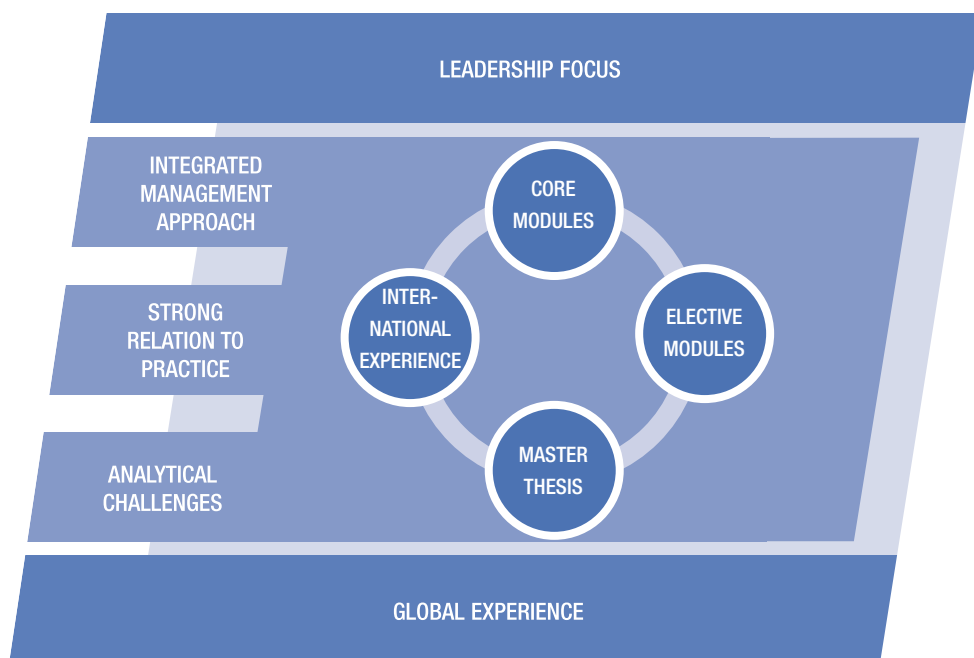 LEADERSHIP FOCUS
INTEGRATED
MANAGEMENT
APPROACH
STRONG
RELATION TO
PRACTICE
ANALYTICAL
CHALLENGES
CORE
MODULES
INTER-
NATIONAL
EXPERIENCE
ELECTIVE
MODULES
MASTER
THESIS
GLOBAL EXPERIENCE